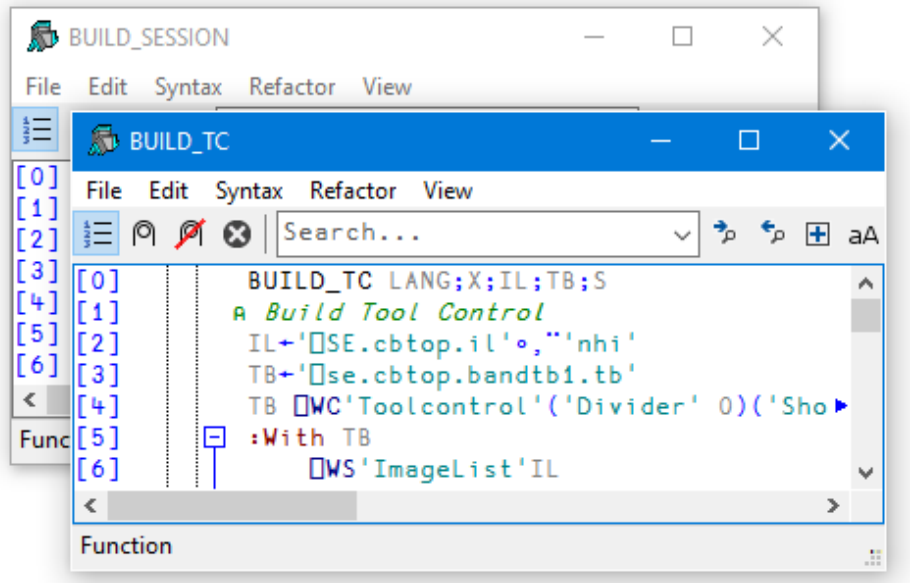 BUILD_SESSION
File Edit Syntax Refactor View
[0]
[1]
[2]
[3]
[4]
[5]
[6]
Func
BUILD_TC
File Edit Syntax Refactor View
Search... aA
[0] BUILD_TC LANG;X;IL;TB;S
[1] ⍝ Build Tool Control
[2] IL←'⎕SE.cbtop.il'∘,¨'nhi'
[3] TB←'⎕se.cbtop.bandtb1.tb'
[4] TB ⎕WC'Toolcontrol'('Divider' 0)('Sho
[5] :With TB
[6] ⎕WS'ImageList'IL
Function